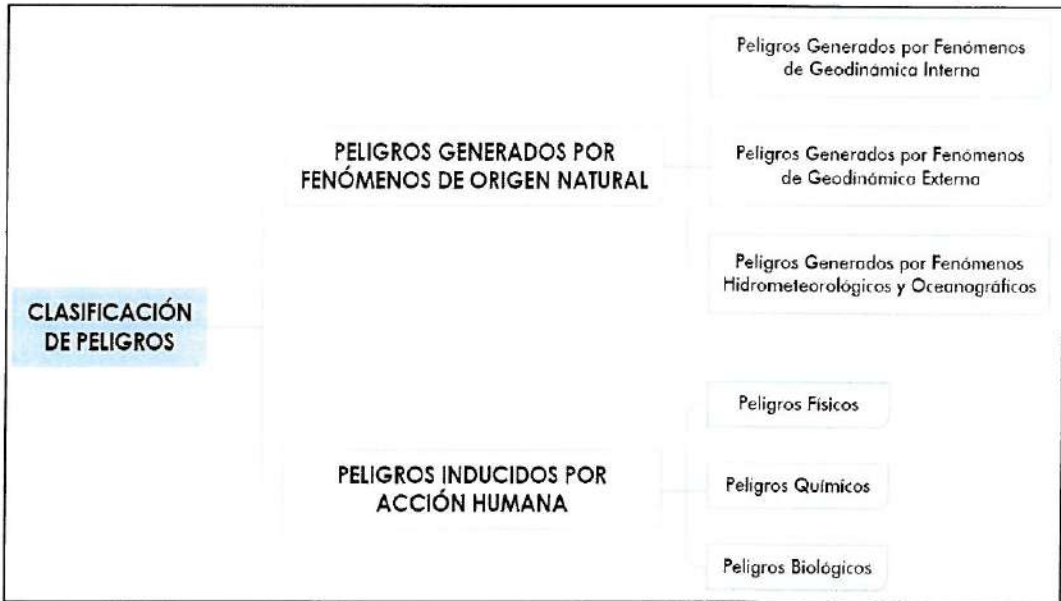 CLASIFICACIÓN
DE PELIGROS
PELIGROS GENERADOS POR
FENÓMENOS DE ORIGEN NATURAL
Peligros Generados por Fenómenos
de Geodinámica Interna
Peligros Generados por Fenómenos
de Geodinámica Externa
Peligros Generados por Fenómenos
Hidrometeorológicos y Oceanográficos
PELIGROS INDUCIDOS POR
ACCIÓN HUMANA
Peligros Físicos
Peligros Químicos
Peligros Biológicos